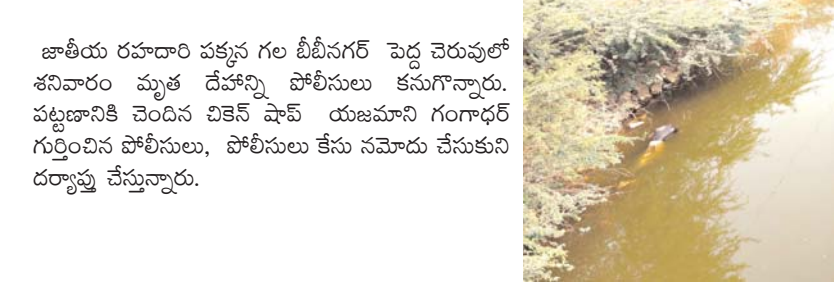 జాతీయ రహదారి పక్కన గల బీబీనగర్ పెద్ద చెరువులో
శనివారం మృత దేహాన్ని పోలీసులు కనుగొన్నారు.
పట్టణానికి చెందిన చికెన్ షాప్ యజమాని గంగాధర్
గుర్తించిన పోలీసులు, పోలీసులు కేసు నమోదు చేసుకుని
దర్యాప్తు చేస్తున్నారు.